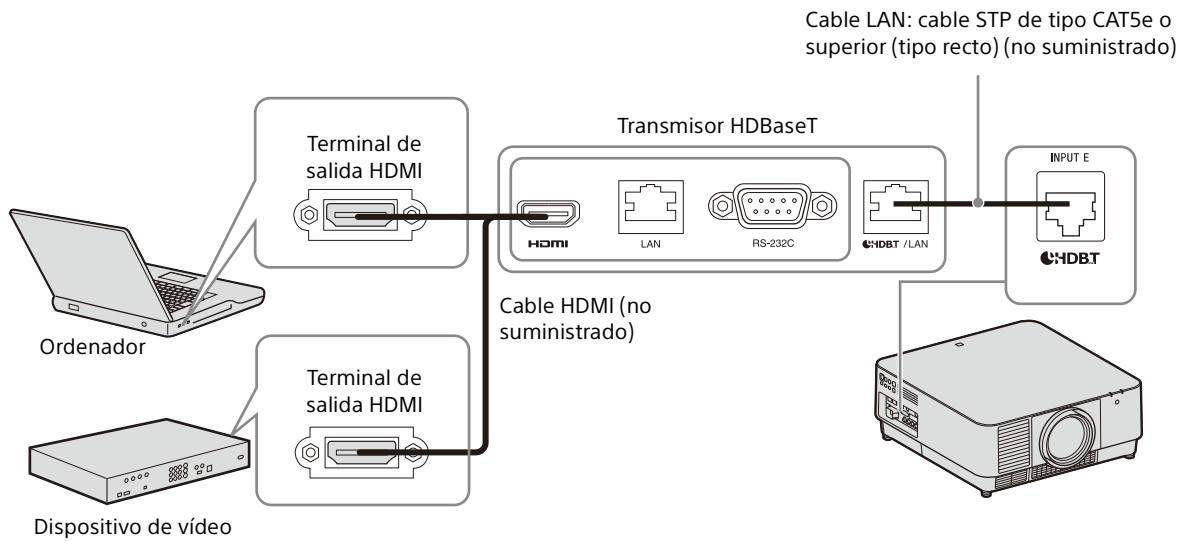 Cable LAN: cable STP de tipo CAT5e o
superior (tipo recto) (no suministrado)
Transmisor HDBaseT
Terminal de
salida HDMI
INPUT E
HDMI
LAN
RS-232C
HDBT / LAN
HDBT
Cable HDMI (no
suministrado)
Ordenador
Terminal de
salida HDMI
Dispositivo de vídeo